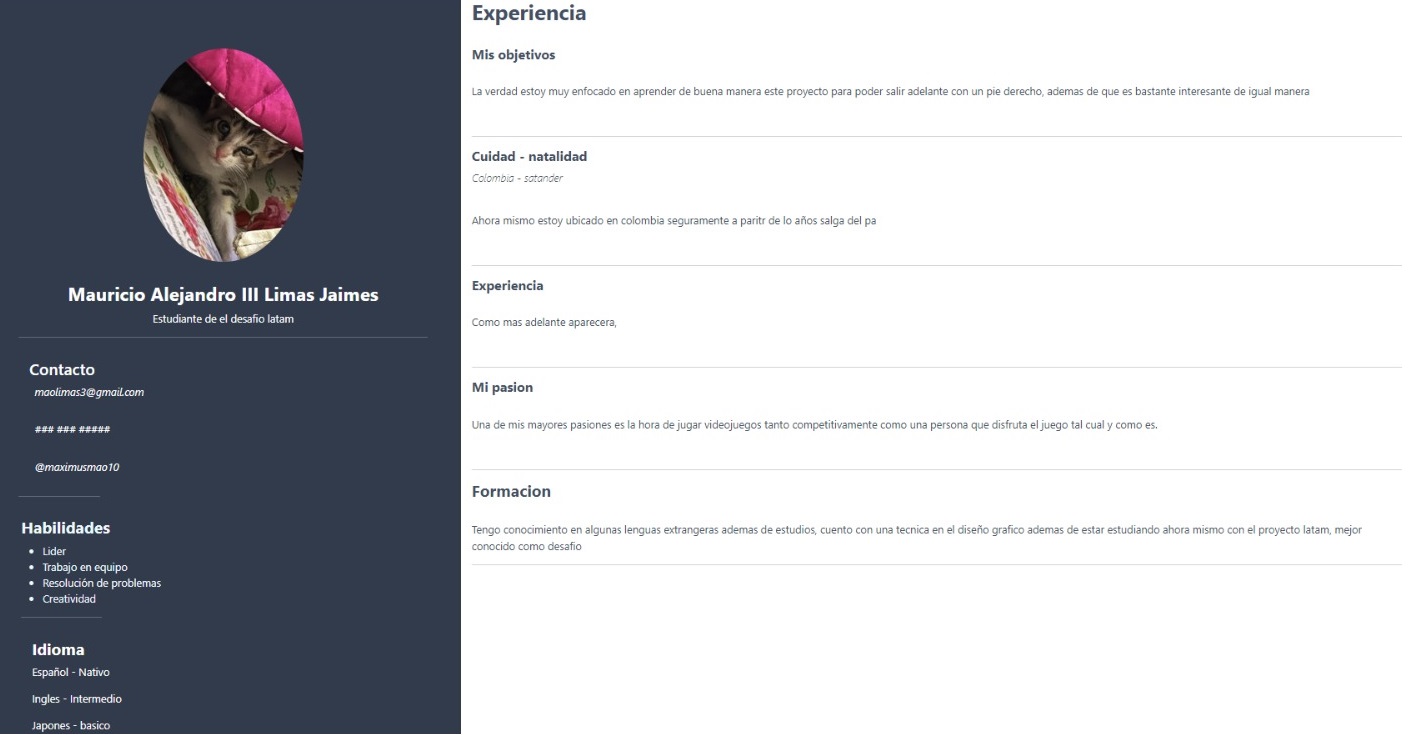 Mauricio Alejandro III Limas Jaimes
Estudiante de el desafio latam
Contacto
maolimas3@gmail.com
### ### #####
@maximusmao10
Habilidades
Lider
Trabajo en equipo
Resolución de problemas
Creatividad
Idioma
Español - Nativo
Ingles - Intermedio
Japones - basico
Experiencia
Mis objetivos
La verdad estoy muy enfocado en aprender de buena manera este proyecto para poder salir adelante con un pie derecho, ademas de que es bastante interesante de igual manera
Cuidad - natalidad
Colombia - satander
Ahora mismo estoy ubicado en colombia seguramente a paritr de lo años salga del pa
Experiencia
Como mas adelante aparecera,
Mi pasion
Una de mis mayores pasiones es la hora de jugar videojuegos tanto competitivamente como una persona que disfruta el juego tal cual y como es.
Formacion
Tengo conocimiento en algunas lenguas extrangeras ademas de estudios, cuento con una tecnica en el diseño grafico ademas de estar estudiando ahora mismo con el proyecto latam, mejor
conocido como desafio